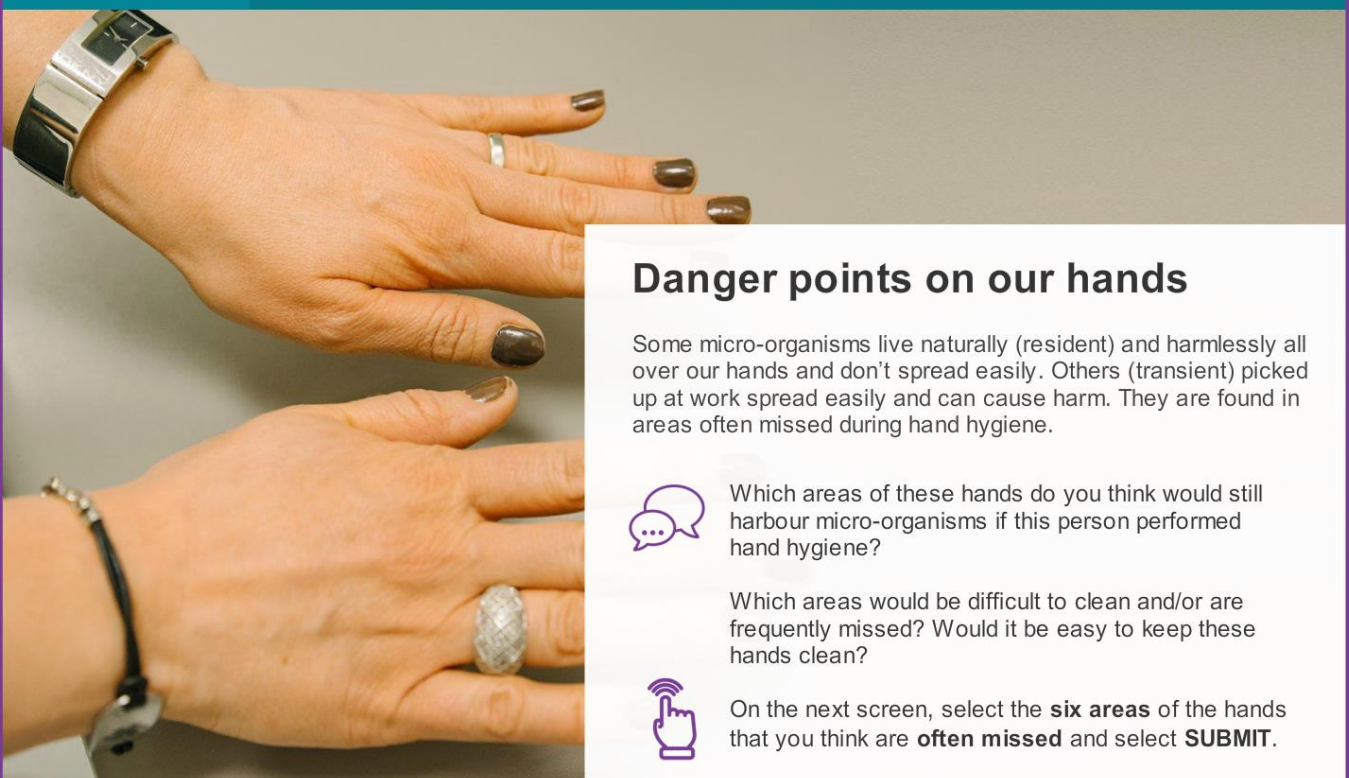 Danger points on our hands
Some micro-organisms live naturally (resident) and harmlessly all
over our hands and don’t spread easily. Others (transient) picked
up at work spread easily and can cause harm. They are found in
areas often missed during hand hygiene.
Which areas of these hands do you think would still
harbour micro-organisms if this person performed
hand hygiene?
Which areas would be difficult to clean and/or are
frequently missed? Would it be easy to keep these
hands clean?
On the next screen, select the six areas of the hands
that you think are often missed and select SUBMIT.